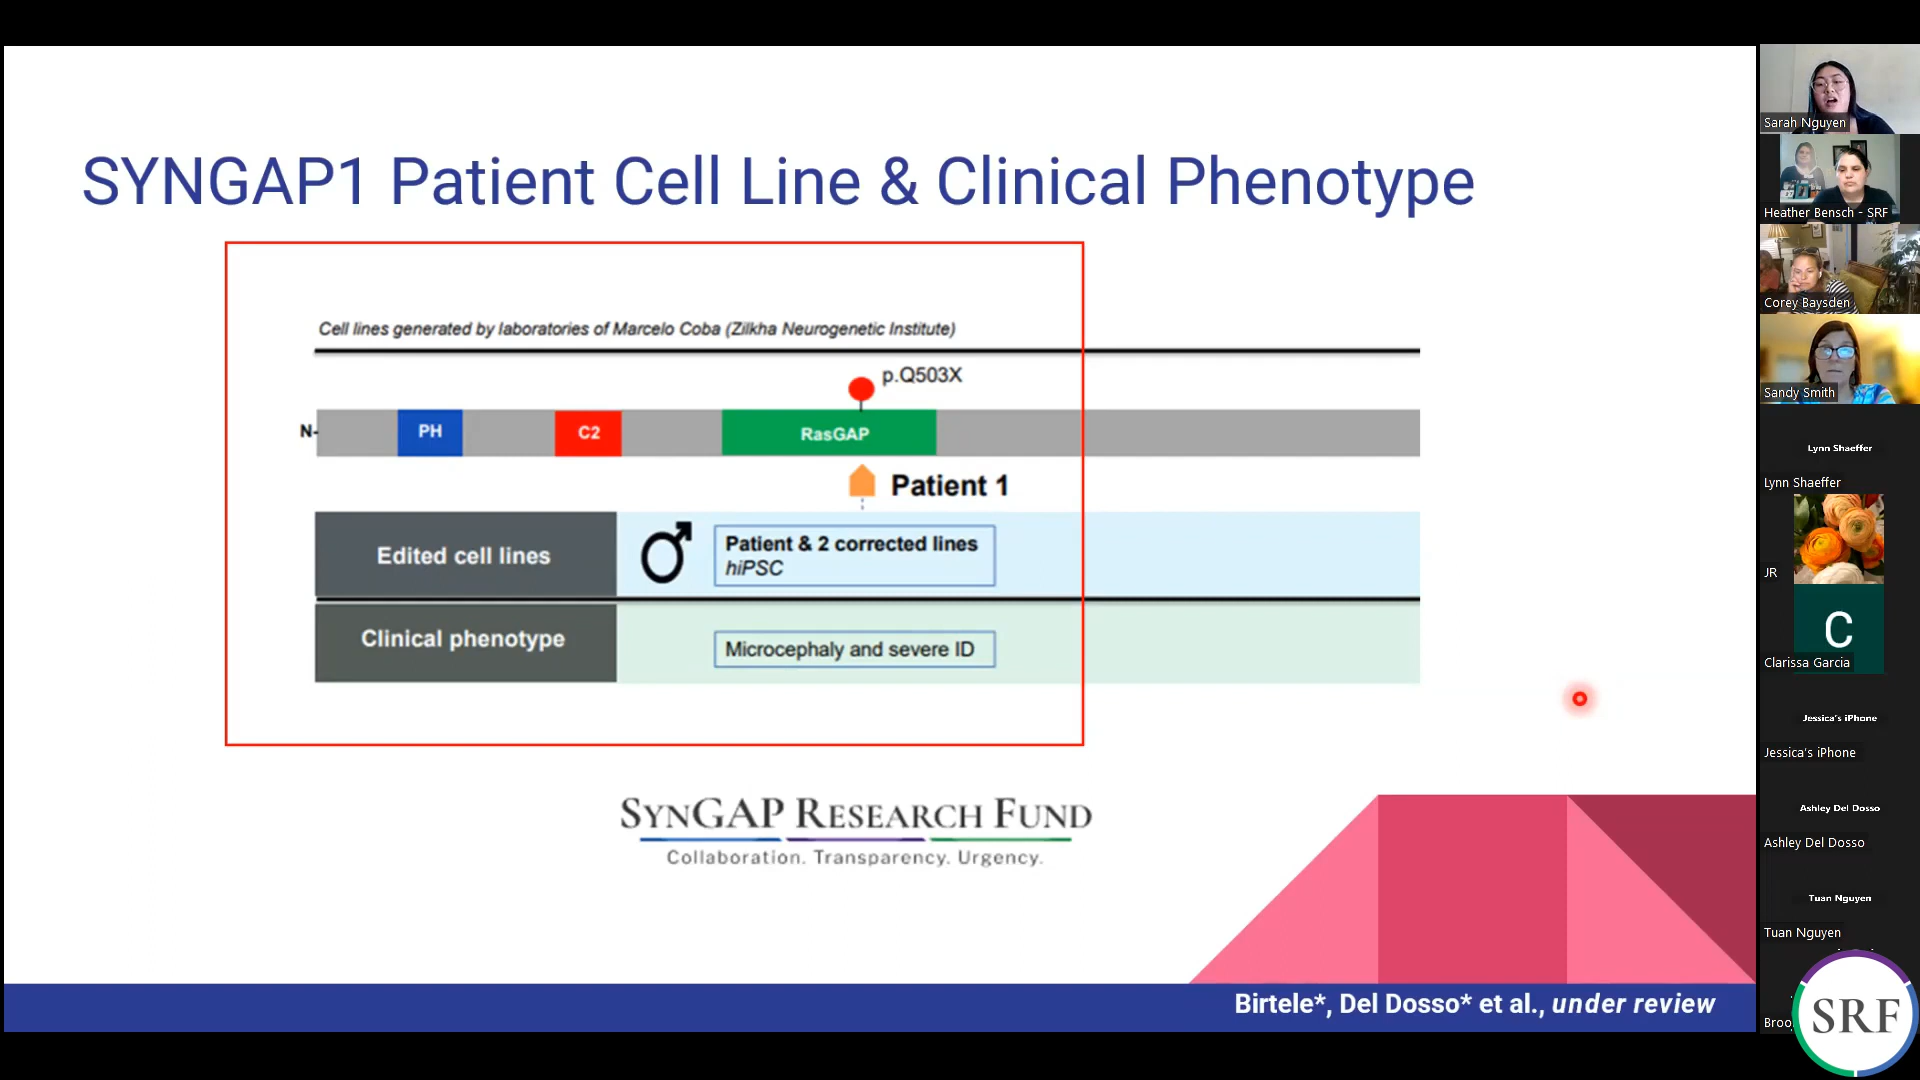 SYNGAP1 Patient Cell Line & Clinical Phenotype
Cell lines generated by laboratories of Marcelo Coba (Zilkha Neurogenetic Institute)
p.Q503X
N-
PH
C2
RasGAP
Patient 1
Edited cell lines
Patient & 2 corrected lines
hiPSC
Clinical phenotype
Microcephaly and severe ID
SYNGAP RESEARCH FUND
Collaboration. Transparency. Urgency.
Birtele*, Del Dosso* et al., under review
Sarah Nguyen
Heather Bensch - SRF
Corey Baysden
Sandy Smith
Lynn Shaeffer
Lynn Shaeffer
JR
C
Clarissa Garcia
Jessica's iPhone
Jessica's iPhone
Ashley Del Dosso
Ashley Del Dosso
Tuan Nguyen
Tuan Nguyen
SRF